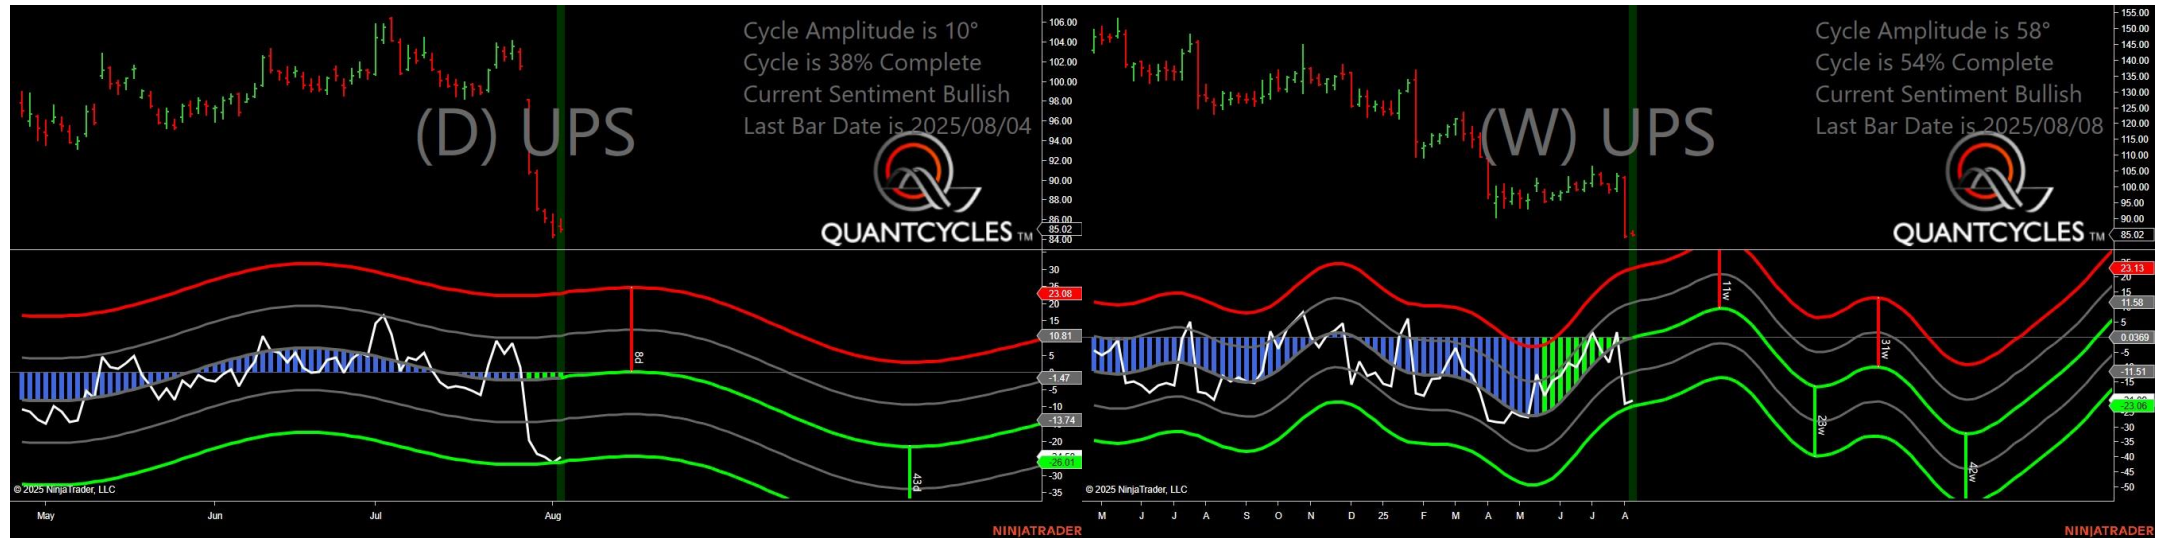 Cycle Amplitude is 10°
Cycle is 38% Complete
Current Sentiment Bullish
Last Bar Date is 2025/08/04
(D) UPS
QUANTCYCLES TM
106.00
104.00
102.00
100.00
98.00
96.00
94.00
92.00
90.00
88.00
86.00
85.02
84.00
30
23.08
20
15
10.81
5
-1.47
-5
-10
-13.74
-20
-26.01
-30
-35
8d
43d
© 2025 NinjaTrader, LLC
May Jun Jul Aug
NINJATRADER
Cycle Amplitude is 58°
Cycle is 54% Complete
Current Sentiment Bullish
Last Bar Date is 2025/08/08
(W) UPS
QUANTCYCLES TM
155.00
150.00
145.00
140.00
135.00
130.00
125.00
120.00
115.00
110.00
105.00
100.00
95.00
90.00
85.02
23.13
15
11.58
5
0.0369
-5
-11.51
-15
-23.06
-30
-35
-40
-45
-50
11w
23w
31w
42w
© 2025 NinjaTrader, LLC
M J J A S O N D 25 F M A M J J A
NINJATRADER